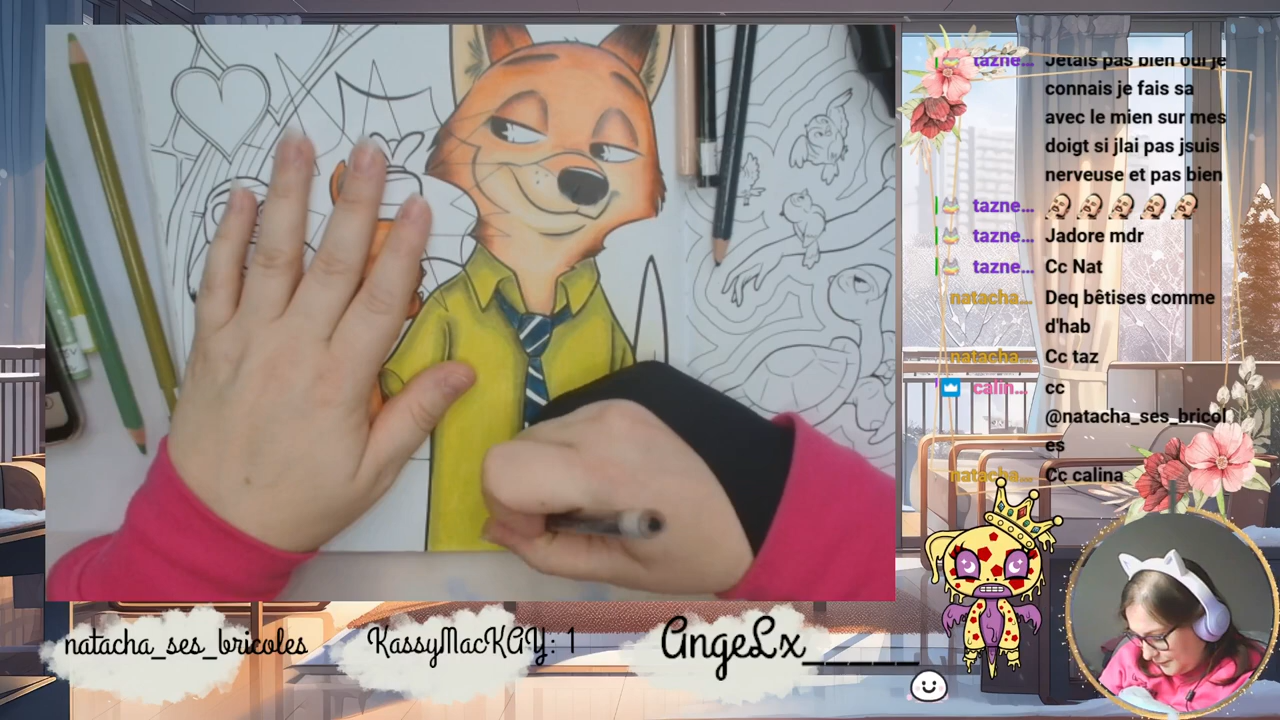 tazne... Jetais pas bien oui je
connais je fais sa
avec le mien sur mes
doigt si jlai pas jsuis
nerveuse et pas bien
tazne...
tazne... Jadore mdr
tazne... Cc Nat
natacha... Deq bêtises comme
d'hab
natacha... Cc taz
calin... cc
@natacha_ses_bricol
es
natacha... Cc calina
natacha_ses_bricoles
KassyMacKAY: 1
AngeLx_____